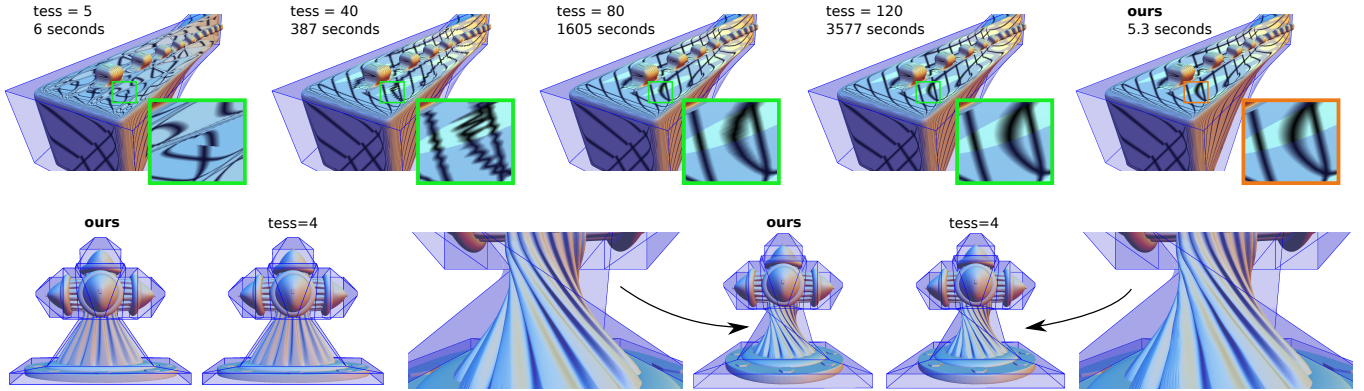 tess = 5
6 seconds
tess = 40
387 seconds
tess = 80
1605 seconds
tess = 120
3577 seconds
ours
5.3 seconds
ours
tess=4
ours
tess=4